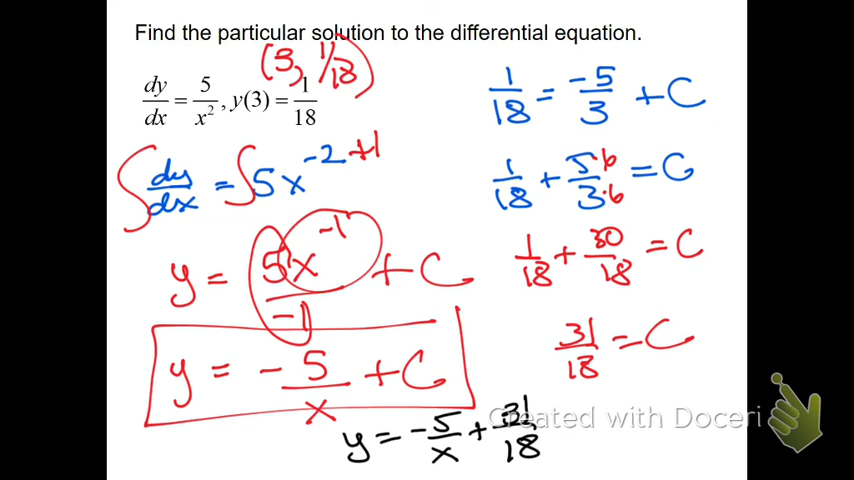 Find the particular solution to the differential equation.
(3, 1/18)
dy/dx = 5/x², y(3) = 1/18
∫ dy/dx = ∫ 5x⁻²⁺¹
y = 5x⁻¹/-1 + C
y = -5/x + C
y = -5/x + 31/18
1/18 = -5/3 + C
1/18 + 5·6/3·6 = C
1/18 + 30/18 = C
31/18 = C
Created with Doceri